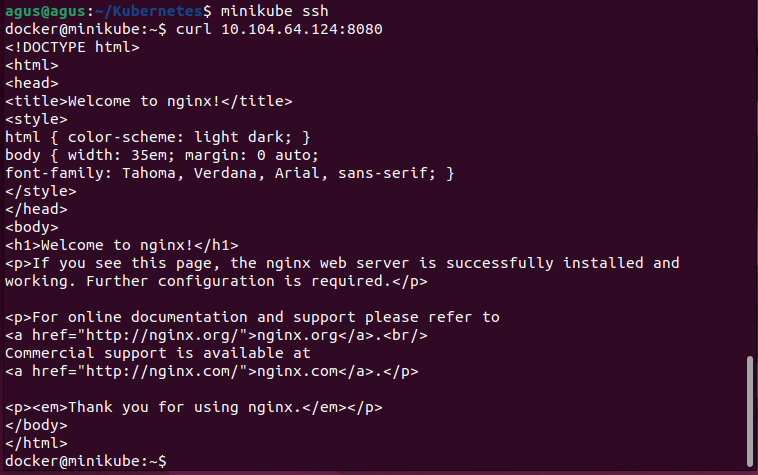 agus@agus:~/Kubernetes$ minikube ssh
docker@minikube:~$ curl 10.104.64.124:8080
<!DOCTYPE html>
<html>
<head>
<title>Welcome to nginx!</title>
<style>
html { color-scheme: light dark; }
body { width: 35em; margin: 0 auto;
font-family: Tahoma, Verdana, Arial, sans-serif; }
</style>
</head>
<body>
<h1>Welcome to nginx!</h1>
<p>If you see this page, the nginx web server is successfully installed and
working. Further configuration is required.</p>

<p>For online documentation and support please refer to
<a href="http://nginx.org/">nginx.org</a>.<br/>
Commercial support is available at
<a href="http://nginx.com/">nginx.com</a>.</p>

<p><em>Thank you for using nginx.</em></p>
</body>
</html>
docker@minikube:~$